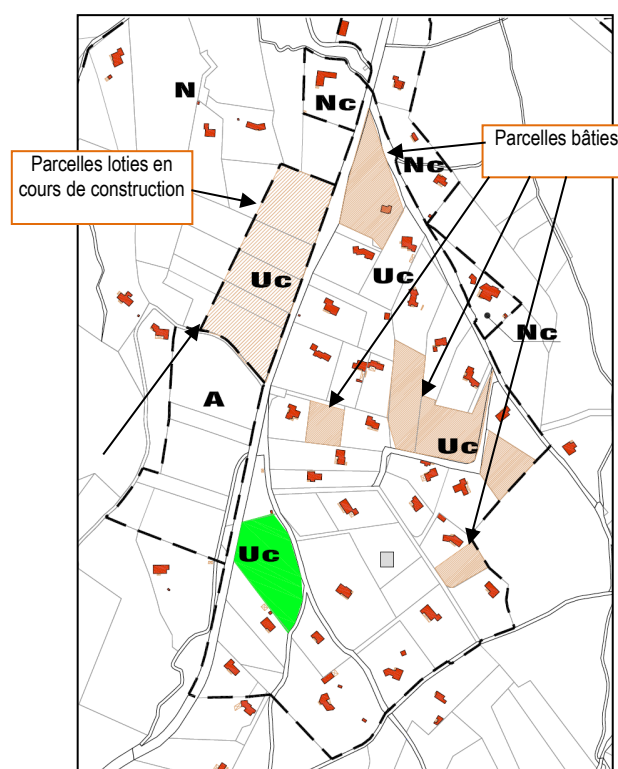 N
Nc
Parcelles bâties
Parcelles loties en
cours de construction
Nc
Uc
Uc
Nc
A
Uc
Uc